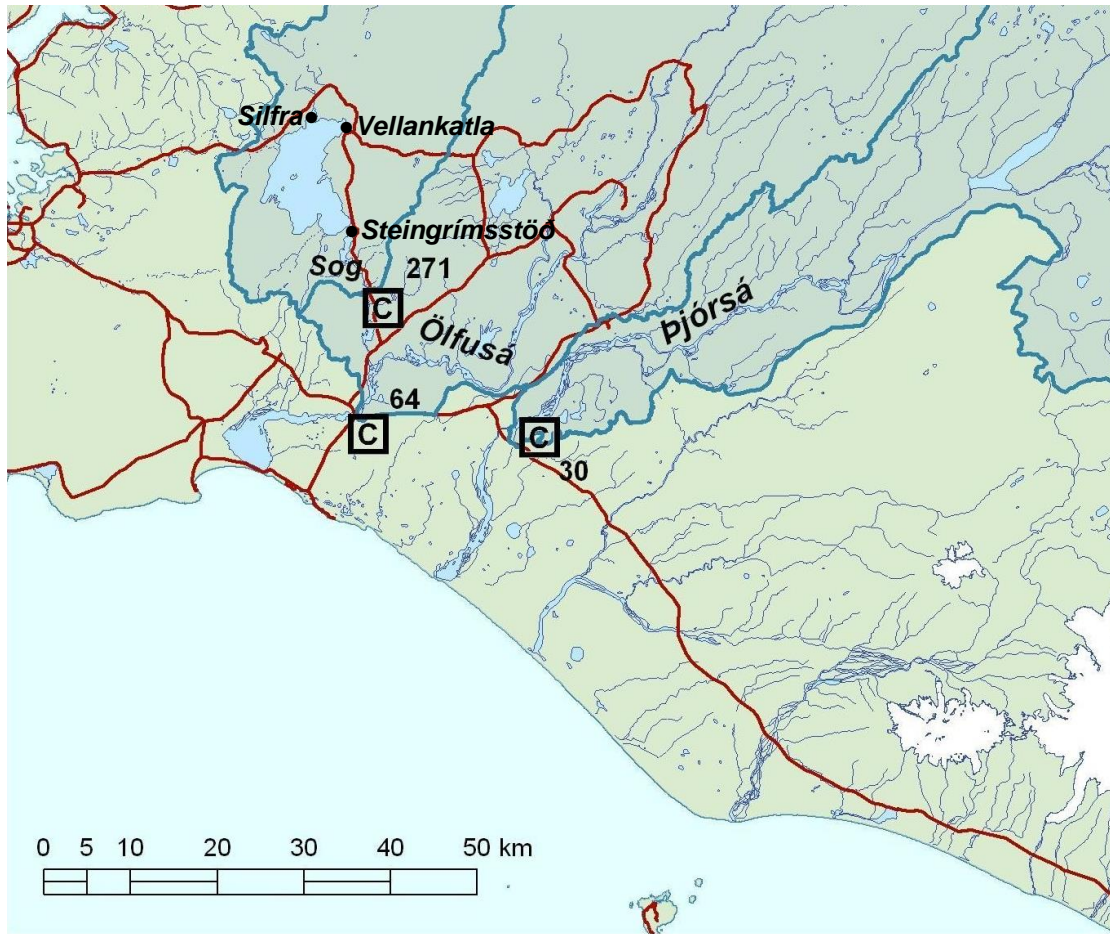 Silfra
Vellankatla
Steingrímsstöð
Sog
271
C
Ölfusá
Þjórsá
64
C
C
30
0 5 10 20 30 40 50 km